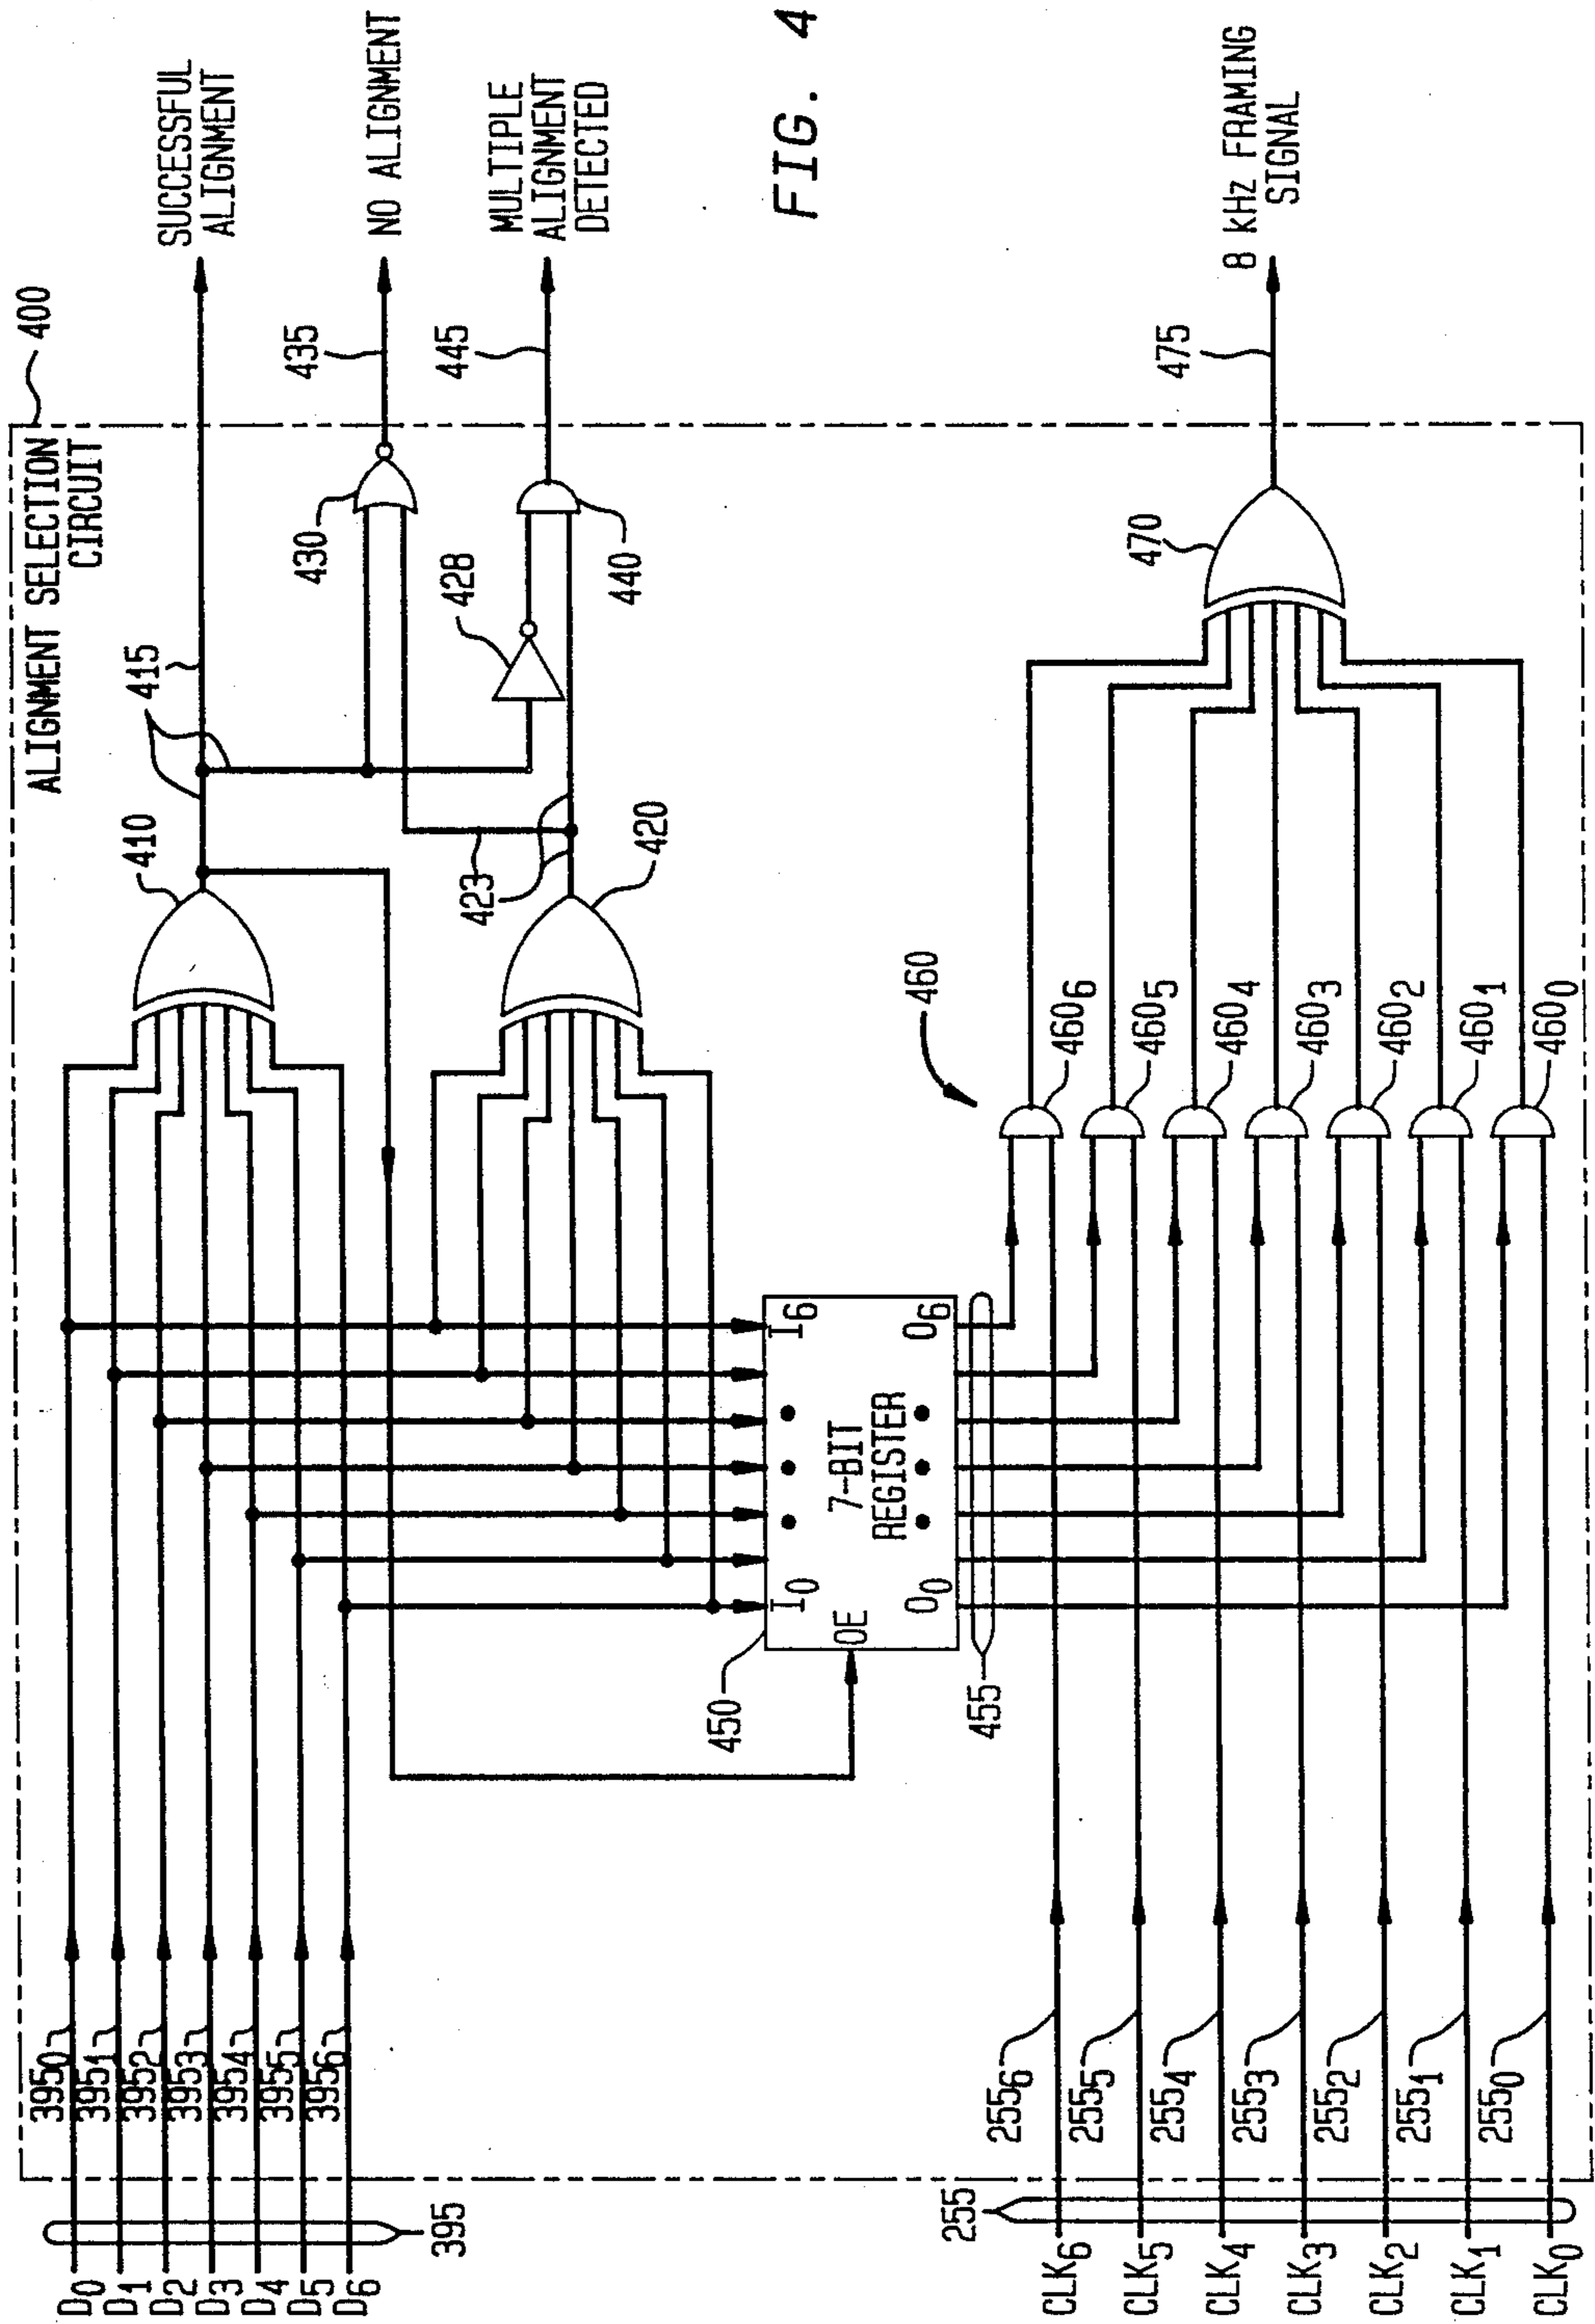 ALIGNMENT SELECTION
CIRCUIT
400
SUCCESSFUL
ALIGNMENT
NO ALIGNMENT
MULTIPLE
ALIGNMENT
DETECTED
FIG. 4
8 kHz FRAMING
SIGNAL
D0
D1
D2
D3
D4
D5
D6
395
3950
3951
3952
3953
3954
3955
3956
410
415
420
423
428
430
435
440
445
I6
I0
7-BIT
REGISTER
OE
O6
O0
450
455
460
4606
4605
4604
4603
4602
4601
4600
470
475
255
2556
2555
2554
2553
2552
2551
2550
CLK6
CLK5
CLK4
CLK3
CLK2
CLK1
CLK0